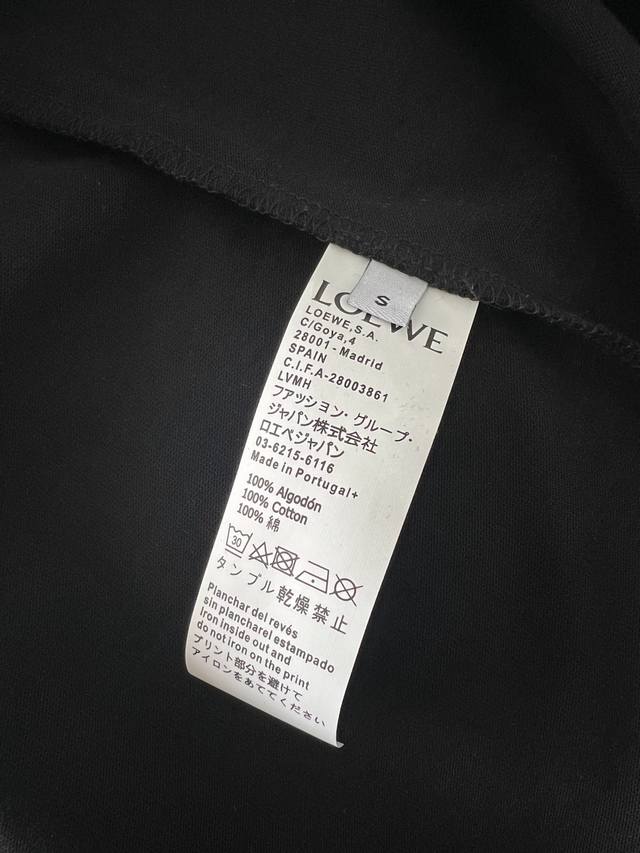 S
LOEWE
LOEWE,S.A.
C/Goya,4
28001-Madrid
SPAIN
C.I.F.A-28003861
LVMH
ファッション・グループ・
ジャパン株式会社
ロエベジャパン
03-6215-6116
Made in Portugal+
100% Algodón
100% Cotton
100% 綿
30
タンブル乾燥禁止
Planchar del revés
sin plancharel estampado
Iron inside out and
do not iron on the print
プリント部分を避けて
アイロンをあててください